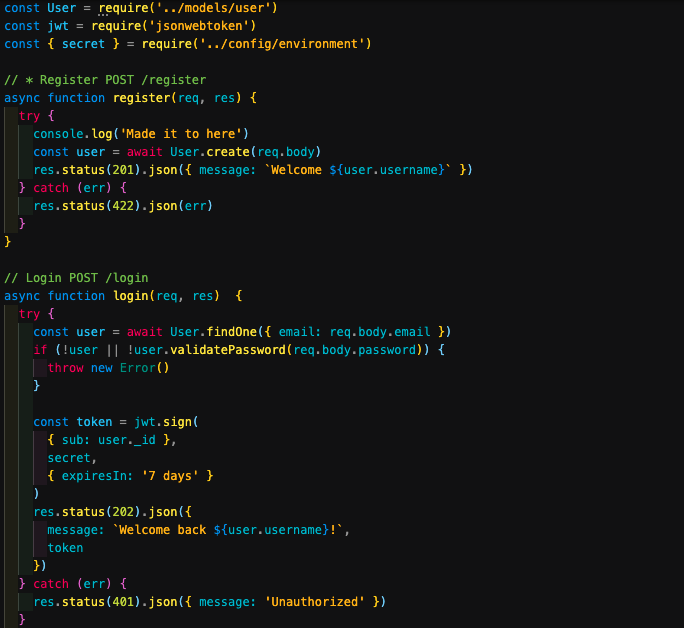 const User = require('../models/user')
const jwt = require('jsonwebtoken')
const { secret } = require('../config/environment')

// * Register POST /register
async function register(req, res) {
  try {
    console.log('Made it to here')
    const user = await User.create(req.body)
    res.status(201).json({ message: `Welcome ${user.username}` })
  } catch (err) {
    res.status(422).json(err)
  }
}

// Login POST /login
async function login(req, res)  {
  try {
    const user = await User.findOne({ email: req.body.email })
    if (!user || !user.validatePassword(req.body.password)) {
      throw new Error()
    }

    const token = jwt.sign(
      { sub: user._id },
      secret,
      { expiresIn: '7 days' }
    )
    res.status(202).json({
      message: `Welcome back ${user.username}!`,
      token
    })
  } catch (err) {
    res.status(401).json({ message: 'Unauthorized' })
  }